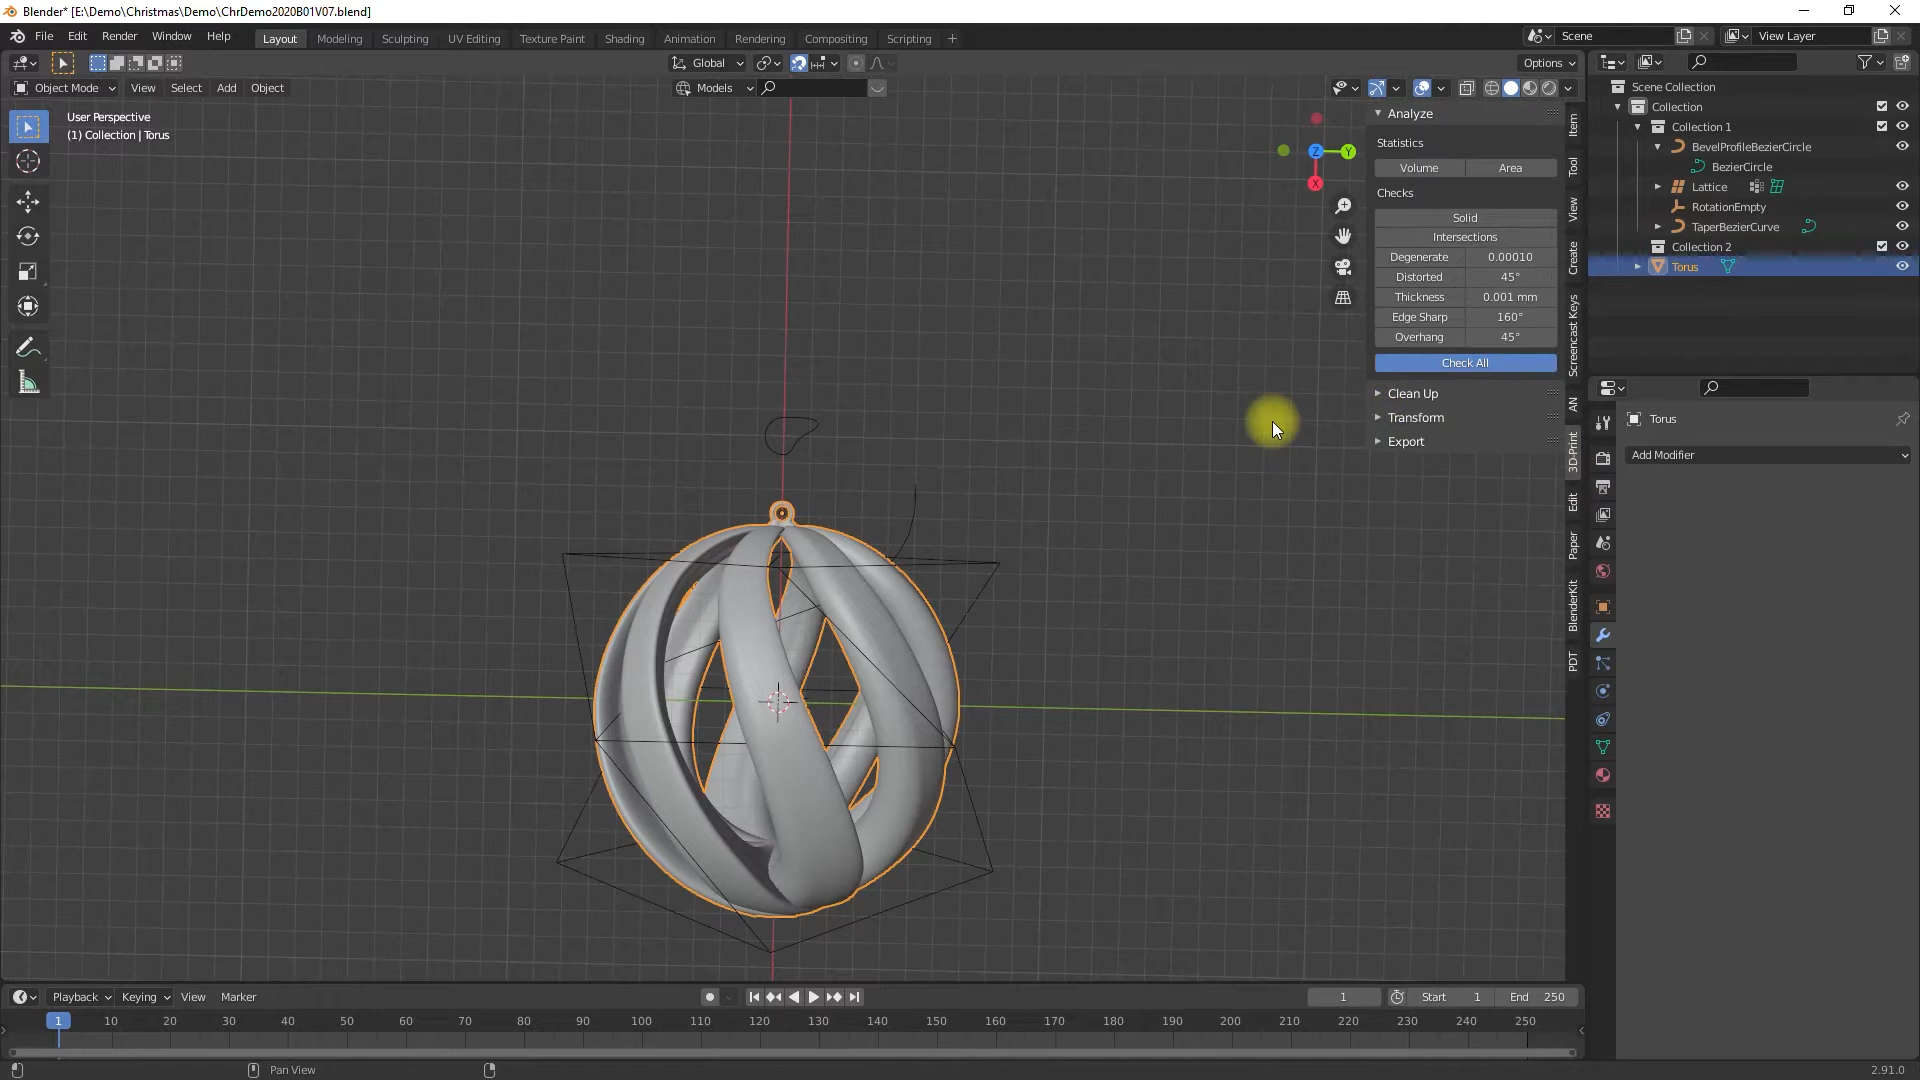 Blender* [E:\Demo\Christmas\Demo\ChrDemo2020B01V07.blend]
File Edit Render Window Help
Layout Modeling Sculpting UV Editing Texture Paint Shading Animation Rendering Compositing Scripting +
Scene
View Layer
Global
Options
Object Mode View Select Add Object
Models
User Perspective
(1) Collection | Torus
Z
Y
X
Analyze
Statistics
Volume Area
Checks
Solid
Intersections
Degenerate 0.00010
Distorted 45°
Thickness 0.001 mm
Edge Sharp 160°
Overhang 45°
Check All
Clean Up
Transform
Export
Item
Tool
View
Create
Screencast Keys
AN
3D-Print
Edit
Paper
BlenderKit
PDT
Scene Collection
Collection
Collection 1
BevelProfileBezierCircle
BezierCircle
Lattice
RotationEmpty
TaperBezierCurve
Collection 2
Torus
Torus
Add Modifier
Playback Keying View Marker
1
Start 1
End 250
1 10 20 30 40 50 60 70 80 90 100 110 120 130 140 150 160 170 180 190 200 210 220 230 240 250
Pan View
2.91.0